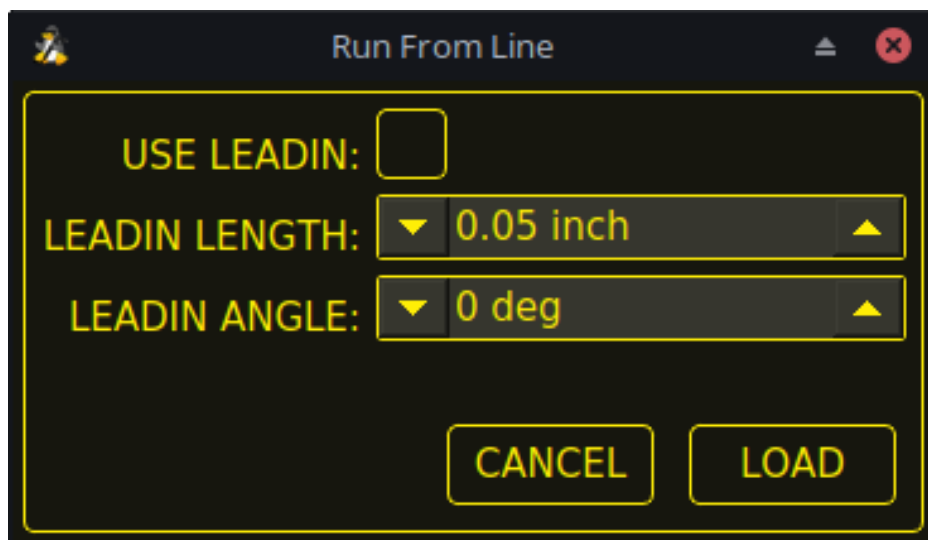 Run From Line
USE LEADIN:
LEADIN LENGTH: 0.05 inch
LEADIN ANGLE: 0 deg
CANCEL LOAD